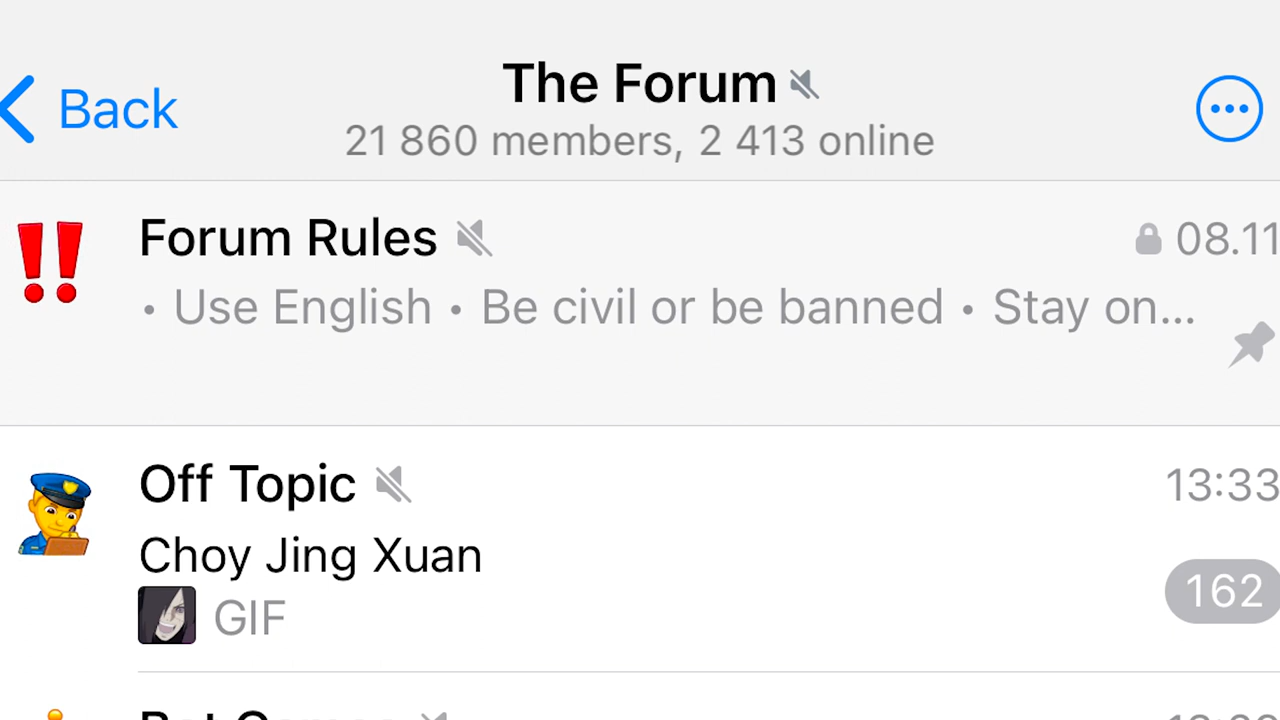 Back
The Forum
21 860 members, 2 413 online
Forum Rules
08.11
• Use English • Be civil or be banned • Stay on...
Off Topic
13:33
Choy Jing Xuan
GIF
162